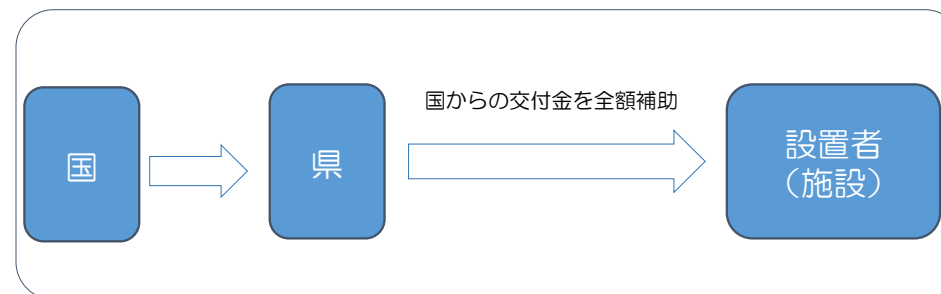 国からの交付金を全額補助
国
県
設置者
（施設）